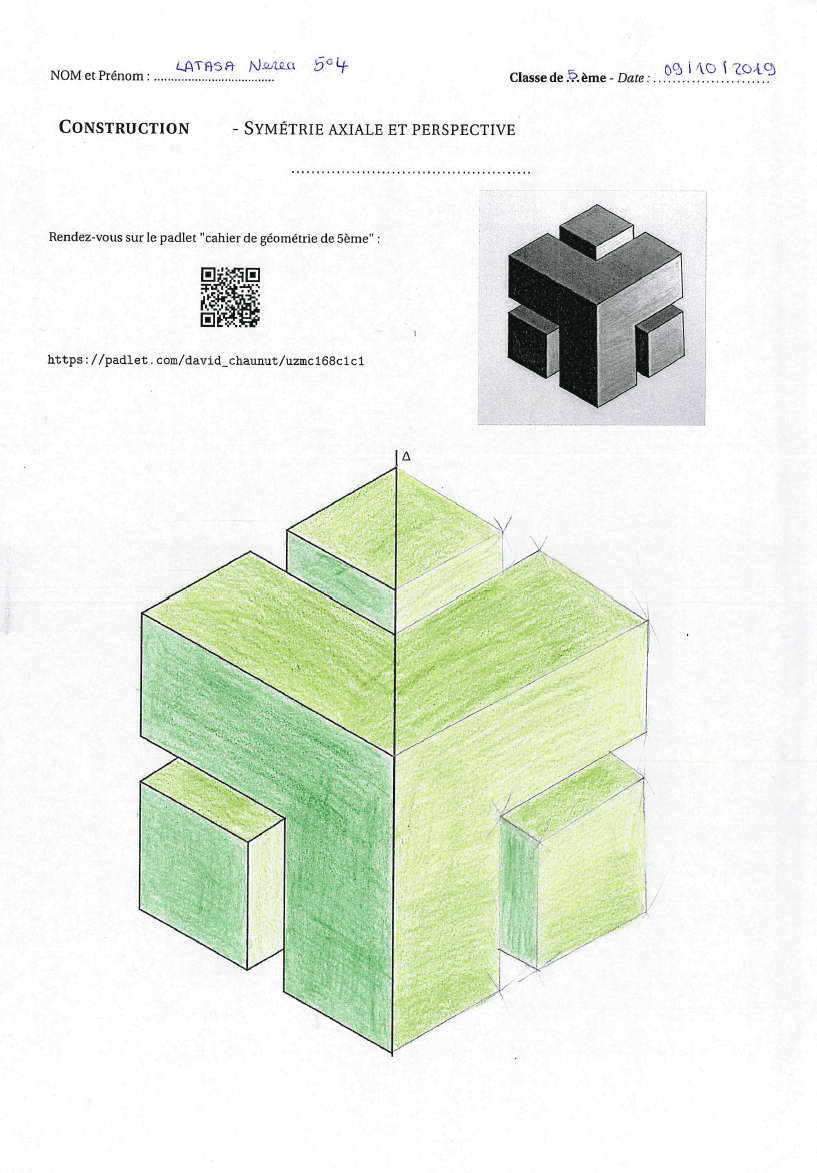 NOM et Prénom : LATASA Nerea 5°4
Classe de 5ème - Date : 09/10/2019
CONSTRUCTION - SYMÉTRIE AXIALE ET PERSPECTIVE
Rendez-vous sur le padlet "cahier de géométrie de 5ème" :
https://padlet.com/david_chaunut/uzmc168c1c1
Δ